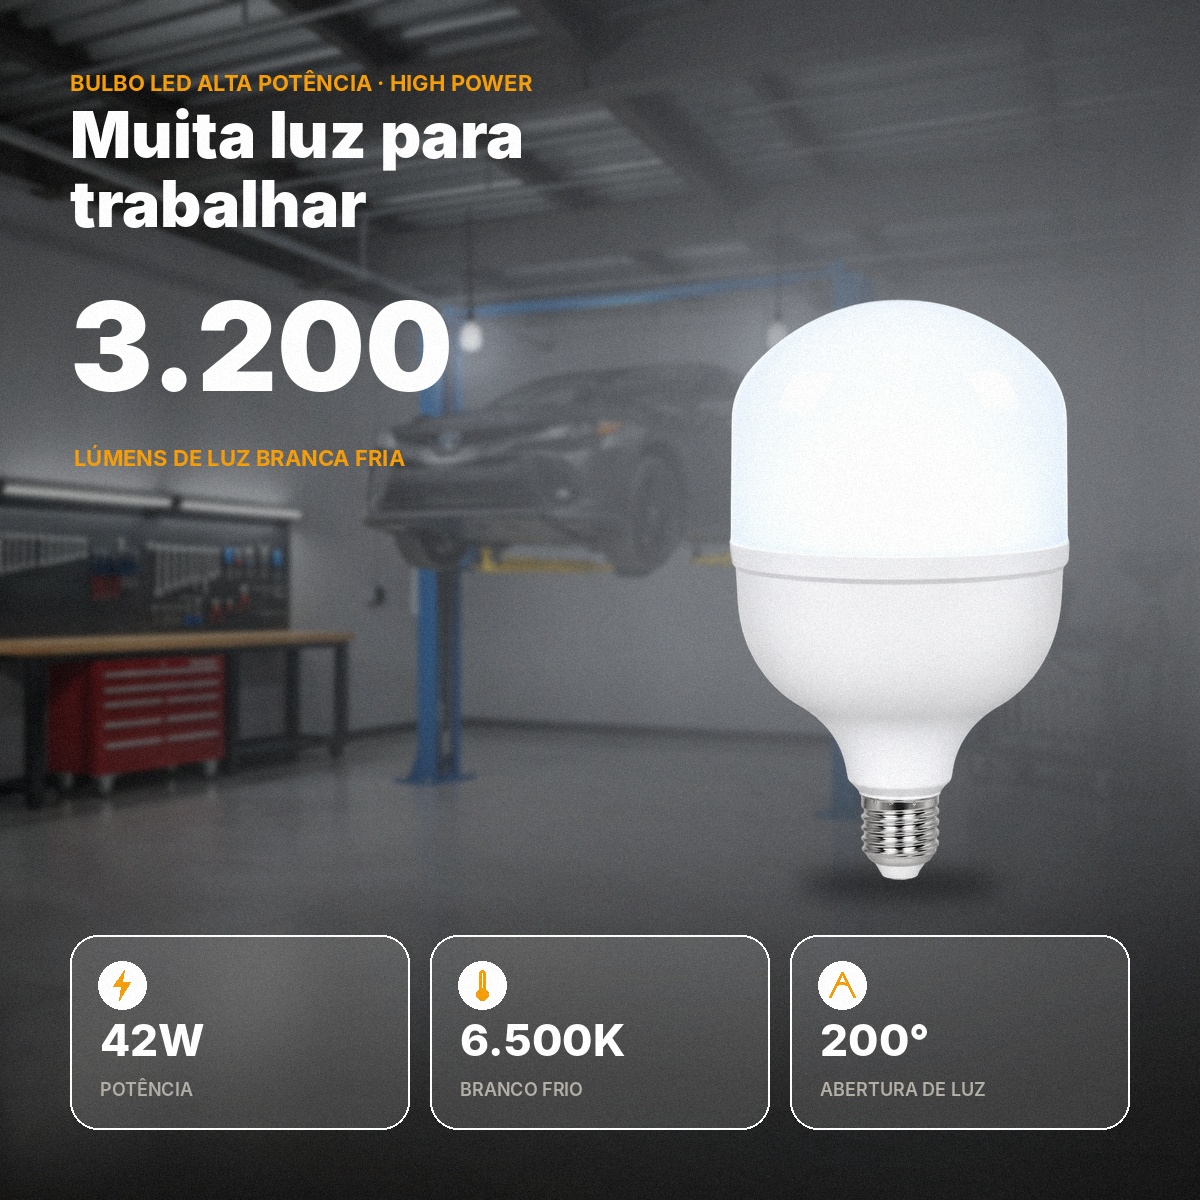 BULBO LED ALTA POTÊNCIA · HIGH POWER
Muita luz para
trabalhar
3.200
LÚMENS DE LUZ BRANCA FRIA
42W
POTÊNCIA
6.500K
BRANCO FRIO
200°
ABERTURA DE LUZ